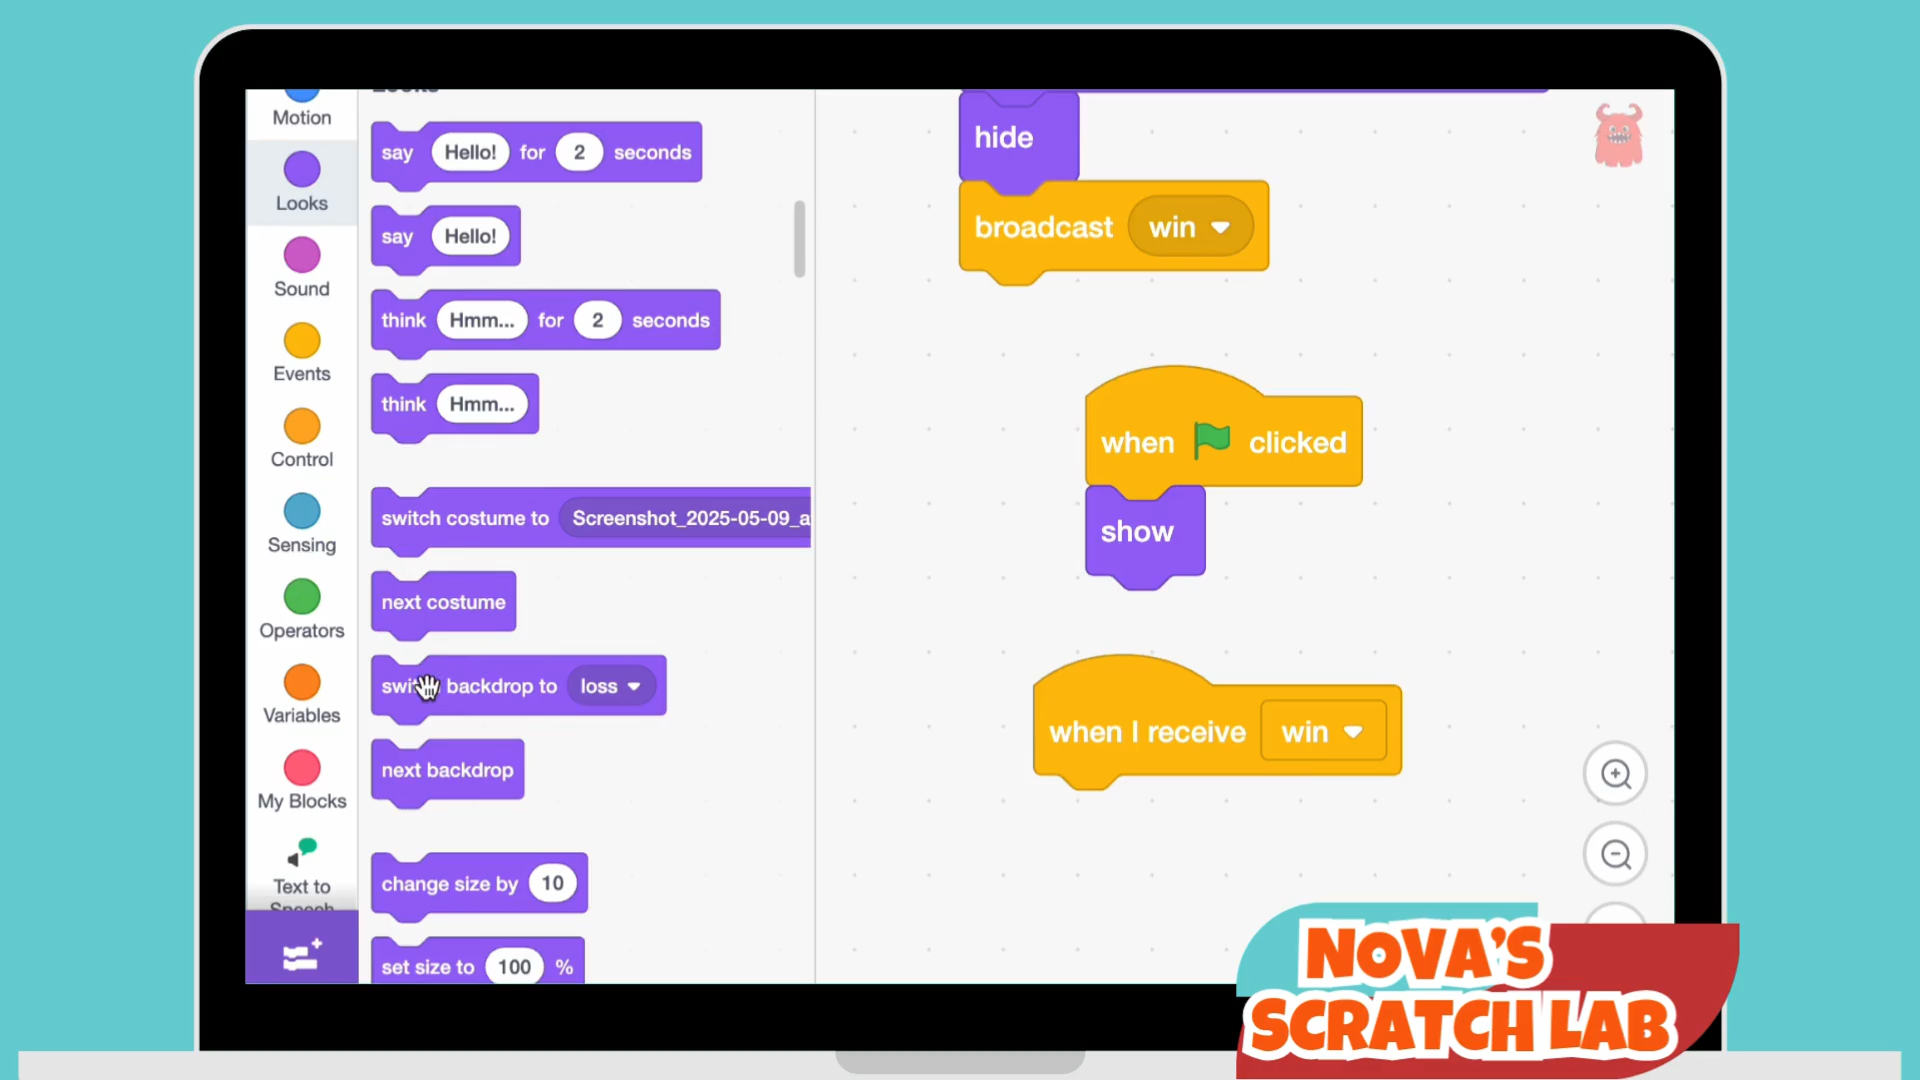 Motion
Looks
Sound
Events
Control
Sensing
Operators
Variables
My Blocks
Text to
Speech
Looks
say Hello! for 2 seconds
say Hello!
think Hmm... for 2 seconds
think Hmm...
switch costume to Screenshot_2025-05-09_a
next costume
switch backdrop to loss
next backdrop
change size by 10
set size to 100 %
hide
broadcast win
when clicked
show
when I receive win
NOVA'S
SCRATCH LAB